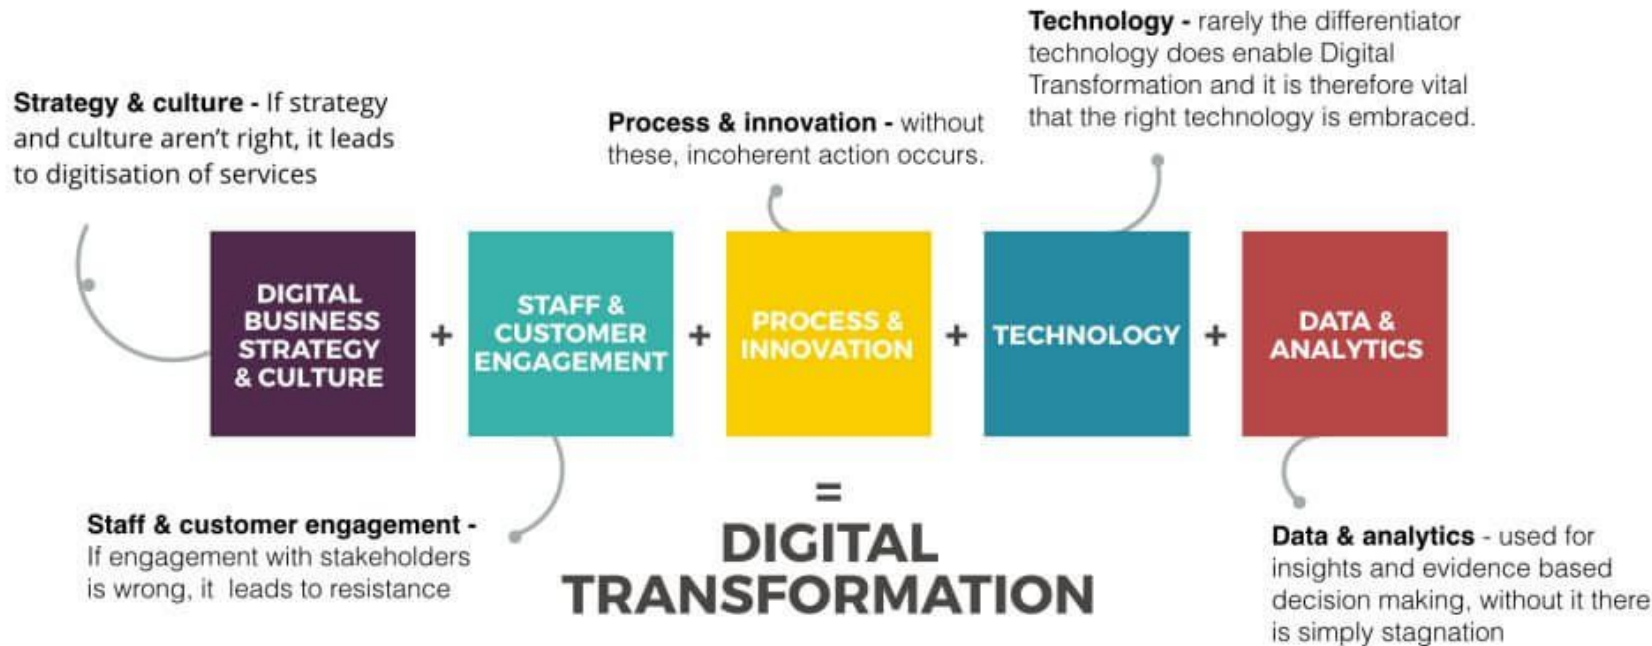 Technology - rarely the differentiator
technology does enable Digital
Transformation and it is therefore vital
that the right technology is embraced.
Strategy & culture - If strategy
and culture aren't right, it leads
to digitisation of services
Process & innovation - without
these, incoherent action occurs.
DIGITAL
BUSINESS
STRATEGY
& CULTURE
+
STAFF &
CUSTOMER
ENGAGEMENT
+
PROCESS &
INNOVATION
+
TECHNOLOGY
+
DATA &
ANALYTICS
=
DIGITAL
TRANSFORMATION
Staff & customer engagement -
If engagement with stakeholders
is wrong, it leads to resistance
Data & analytics - used for
insights and evidence based
decision making, without it there
is simply stagnation